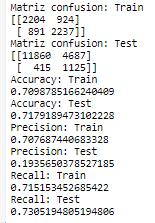 Matriz confusion: Train
[[2204 924]
[ 891 2237]]
Matriz confusion: Test
[[11860 4687]
[ 415 1125]]
Accuracy: Train
0.7098785166240409
Accuracy: Test
0.7179189473102228
Precision: Train
0.707687440683328
Precision: Test
0.1935650378527185
Recall: Train
0.715153452685422
Recall: Test
0.7305194805194806